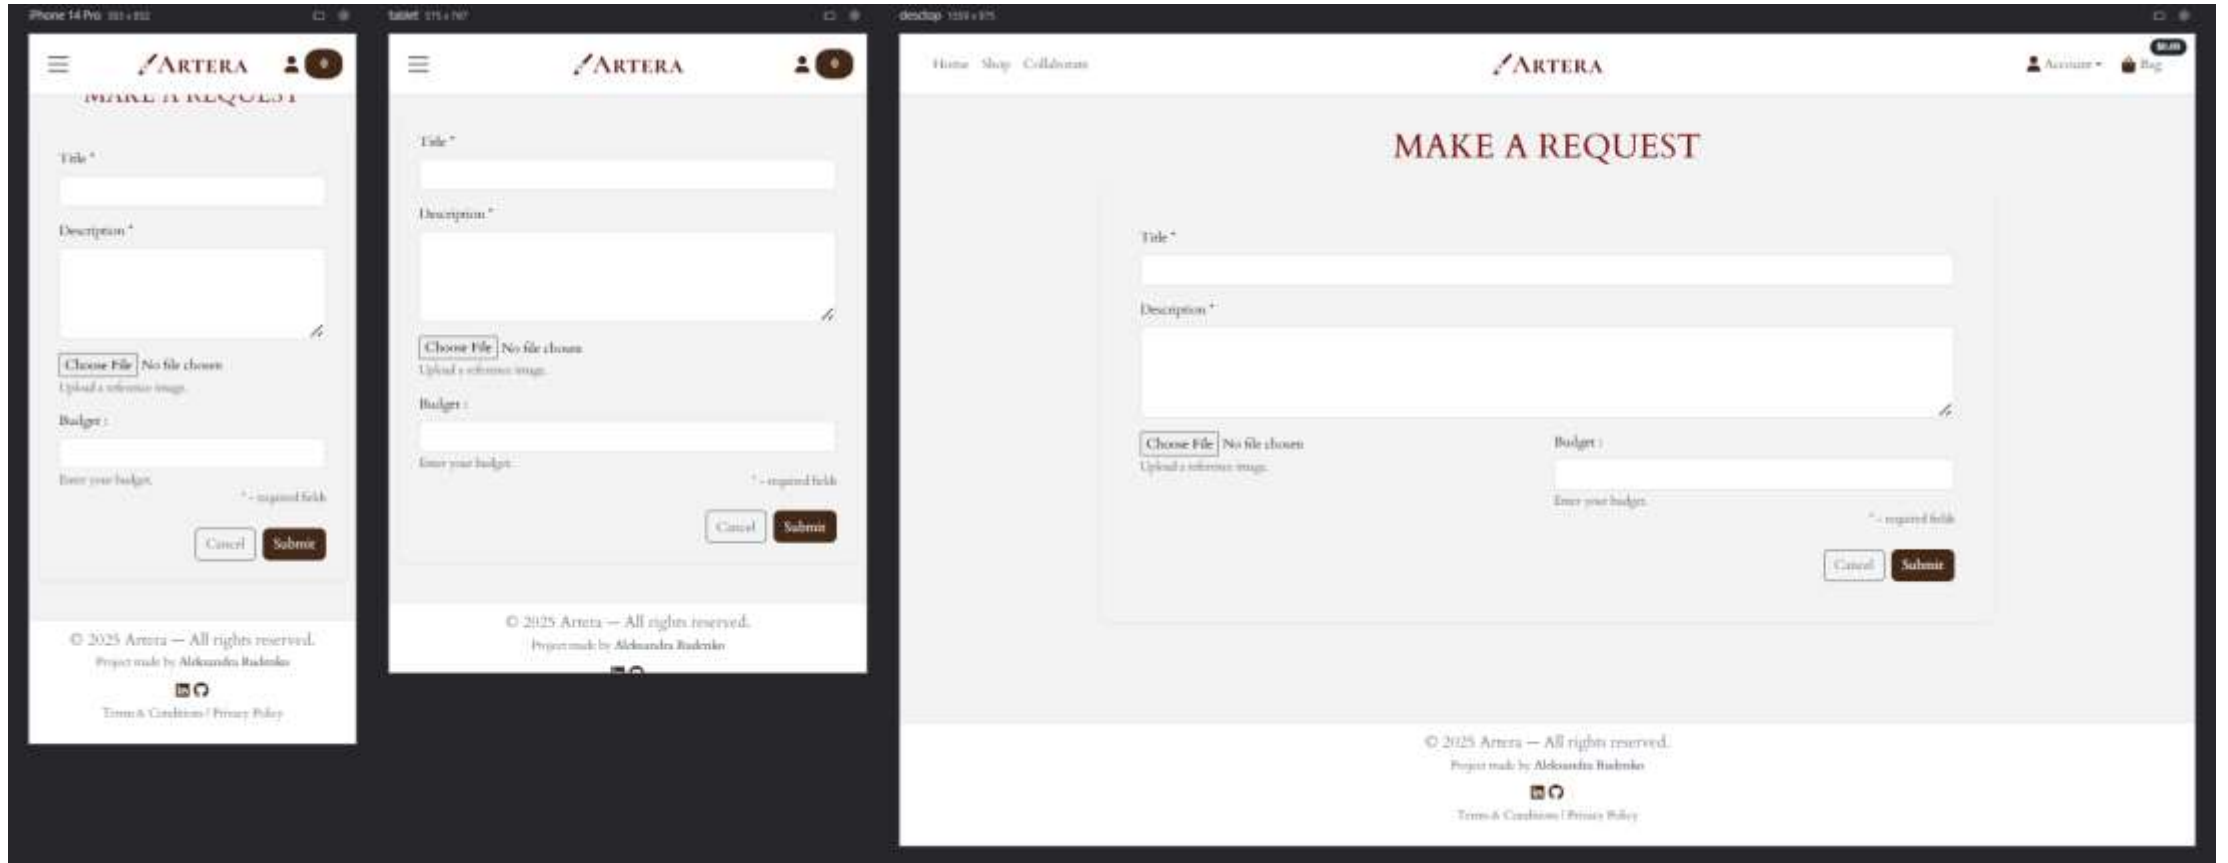 iPhone 14 Pro
ARTERA
0
MAKE A REQUEST
Title *
Description *
Choose File No file chosen
Upload a reference image.
Budget :
Enter your budget.
* - required fields
Cancel Submit
© 2025 Artera — All rights reserved.
Project made by Aleksandra Rudenko
Terms & Conditions | Privacy Policy
tablet
ARTERA
0
Title *
Description *
Choose File No file chosen
Upload a reference image.
Budget :
Enter your budget.
* - required fields
Cancel Submit
© 2025 Artera — All rights reserved.
Project made by Aleksandra Rudenko
desctop
Home Shop Collaborate
ARTERA
Account
$0.00
Bag
MAKE A REQUEST
Title *
Description *
Choose File No file chosen
Upload a reference image.
Budget :
Enter your budget.
* - required fields
Cancel Submit
© 2025 Artera — All rights reserved.
Project made by Aleksandra Rudenko
Terms & Conditions | Privacy Policy